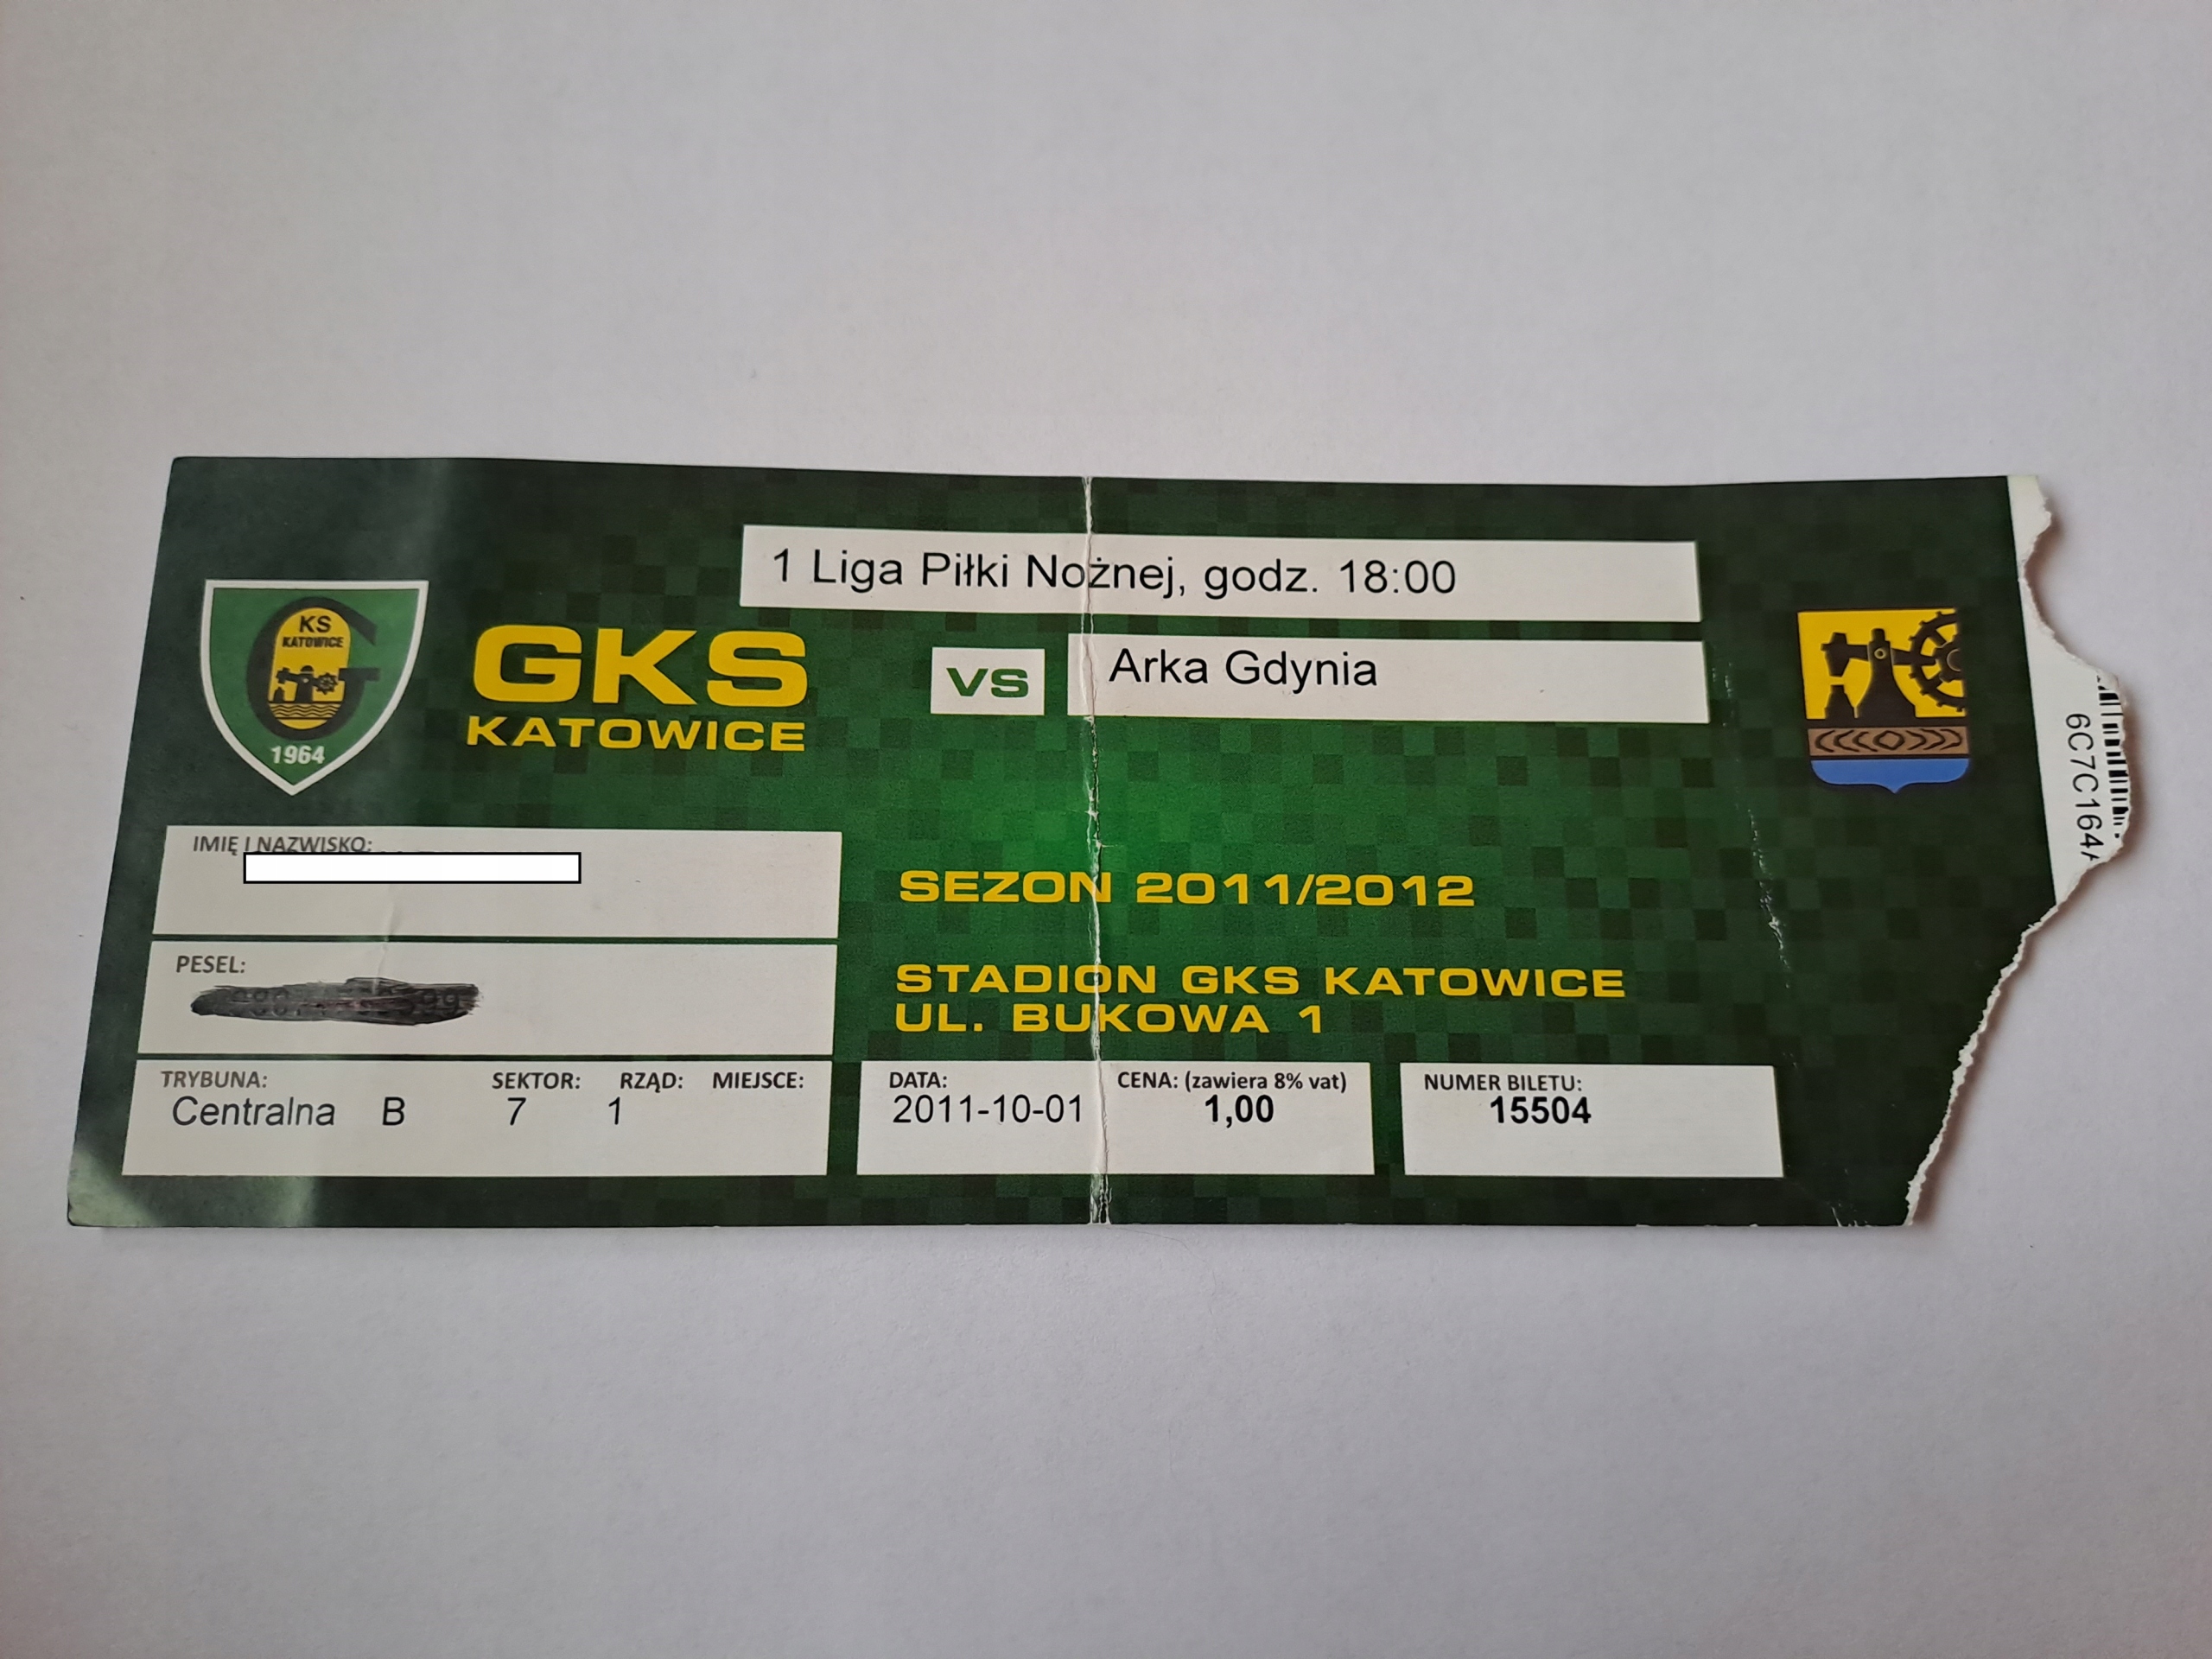 1 Liga Piłki Nożnej, godz. 18:00
KS
KATOWICE
1964
GKS
KATOWICE
VS
Arka Gdynia
6C7C164
IMIĘ I NAZWISKO:
SEZON 2011/2012
PESEL:
STADION GKS KATOWICE
UL. BUKOWA 1
TRYBUNA: SEKTOR: RZĄD: MIEJSCE:
Centralna B 7 1
DATA: CENA: (zawiera 8% vat)
2011-10-01 1,00
NUMER BILETU:
15504